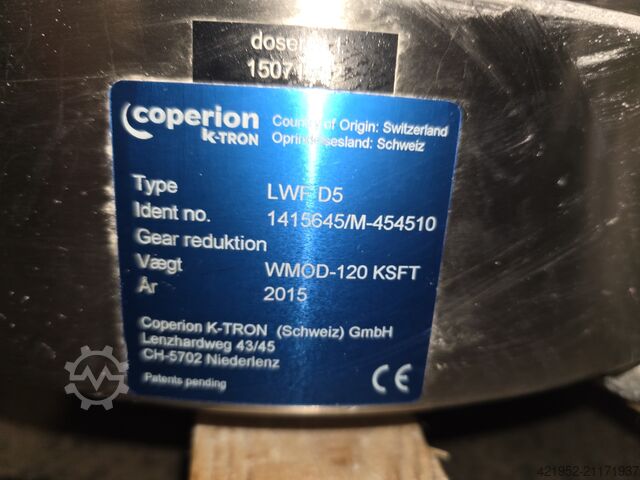 coperion
K-TRON
Country of Origin: Switzerland
Oprindelsesland: Schweiz
Type LWF D5
Ident no. 1415645/M-454510
Gear reduktion
Vægt WMOD-120 KSFT
År 2015
Coperion K-TRON (Schweiz) GmbH
Lenzhardweg 43/45
CH-5702 Niederlenz
Patents pending
CE
421952-21171937